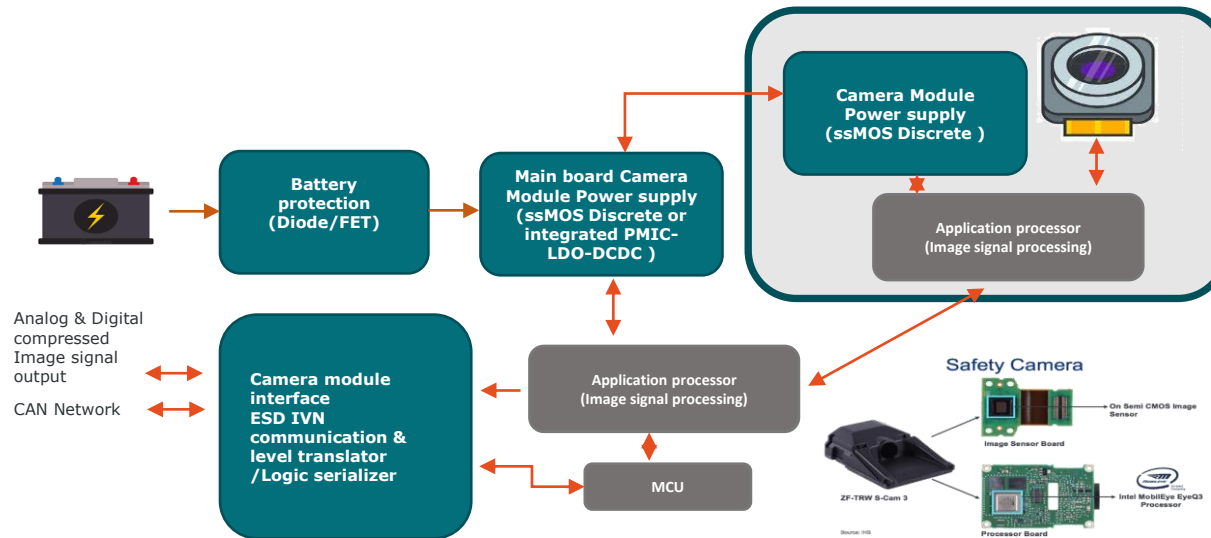 Camera Module
Power supply
(ssMOS Discrete )
Battery
protection
(Diode/FET)
Main board Camera
Module Power supply
(ssMOS Discrete or
integrated PMIC-
LDO-DCDC )
Application processor
(Image signal processing)
Analog & Digital
compressed
Image signal
output
CAN Network
Camera module
interface
ESD IVN
communication &
level translator
/Logic serializer
Application processor
(Image signal processing)
MCU
Safety Camera
On Semi CMOS Image
Sensor
Image Sensor Board
ZF-TRW S-Cam 3
Intel MobilEye EyeQ3
Processor
Source: IHS
Processor Board